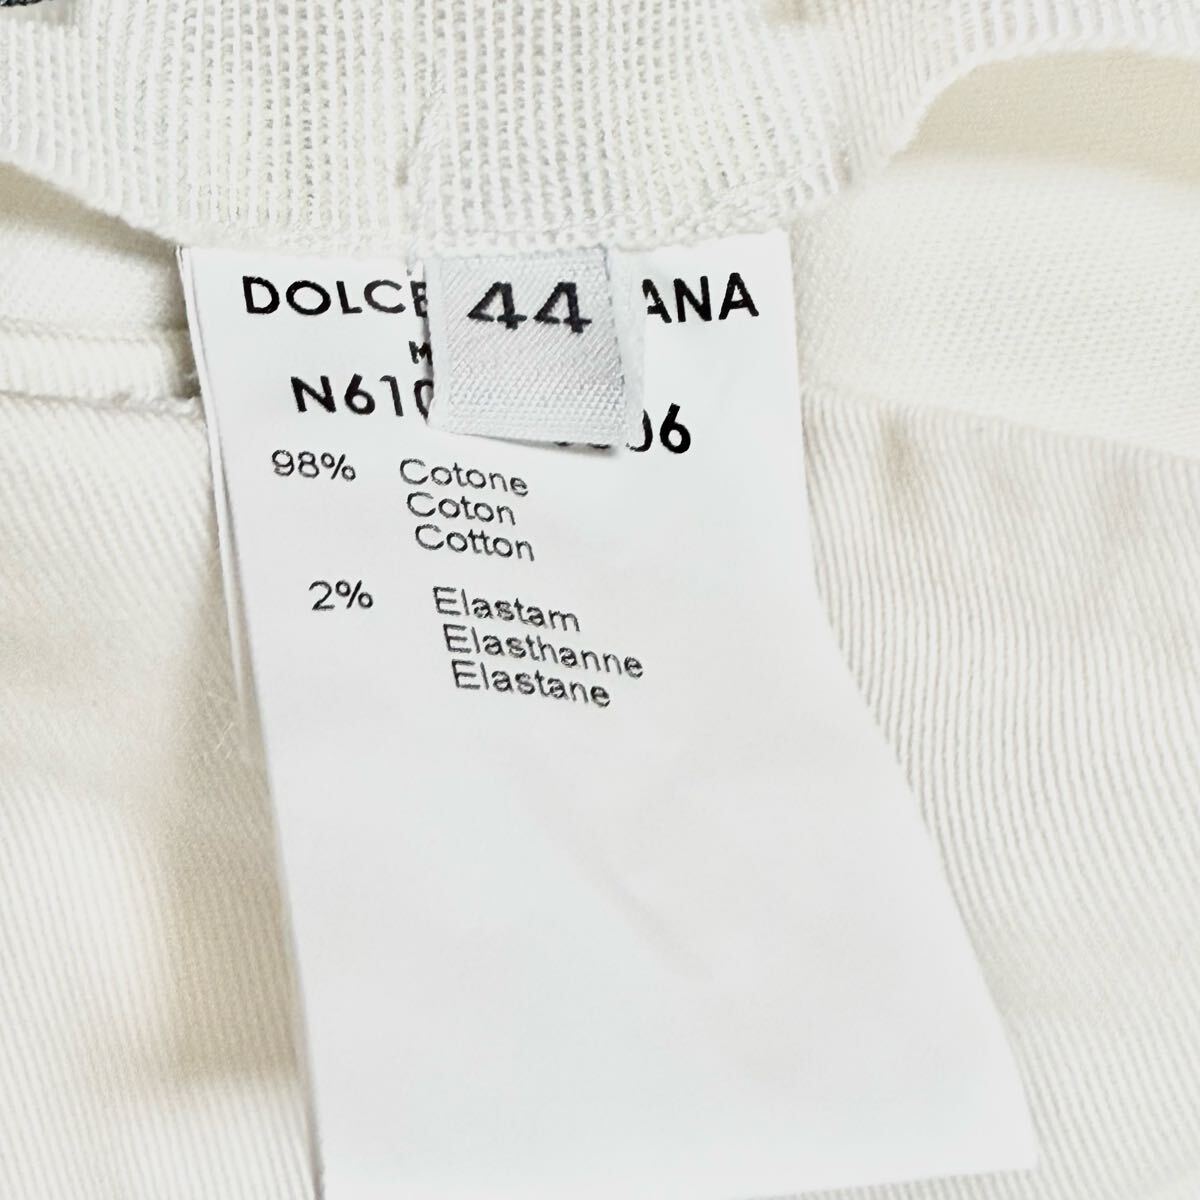 DOLCE ANA
44
N610 06
98% Cotone
Coton
Cotton
2% Elastam
Elasthanne
Elastane